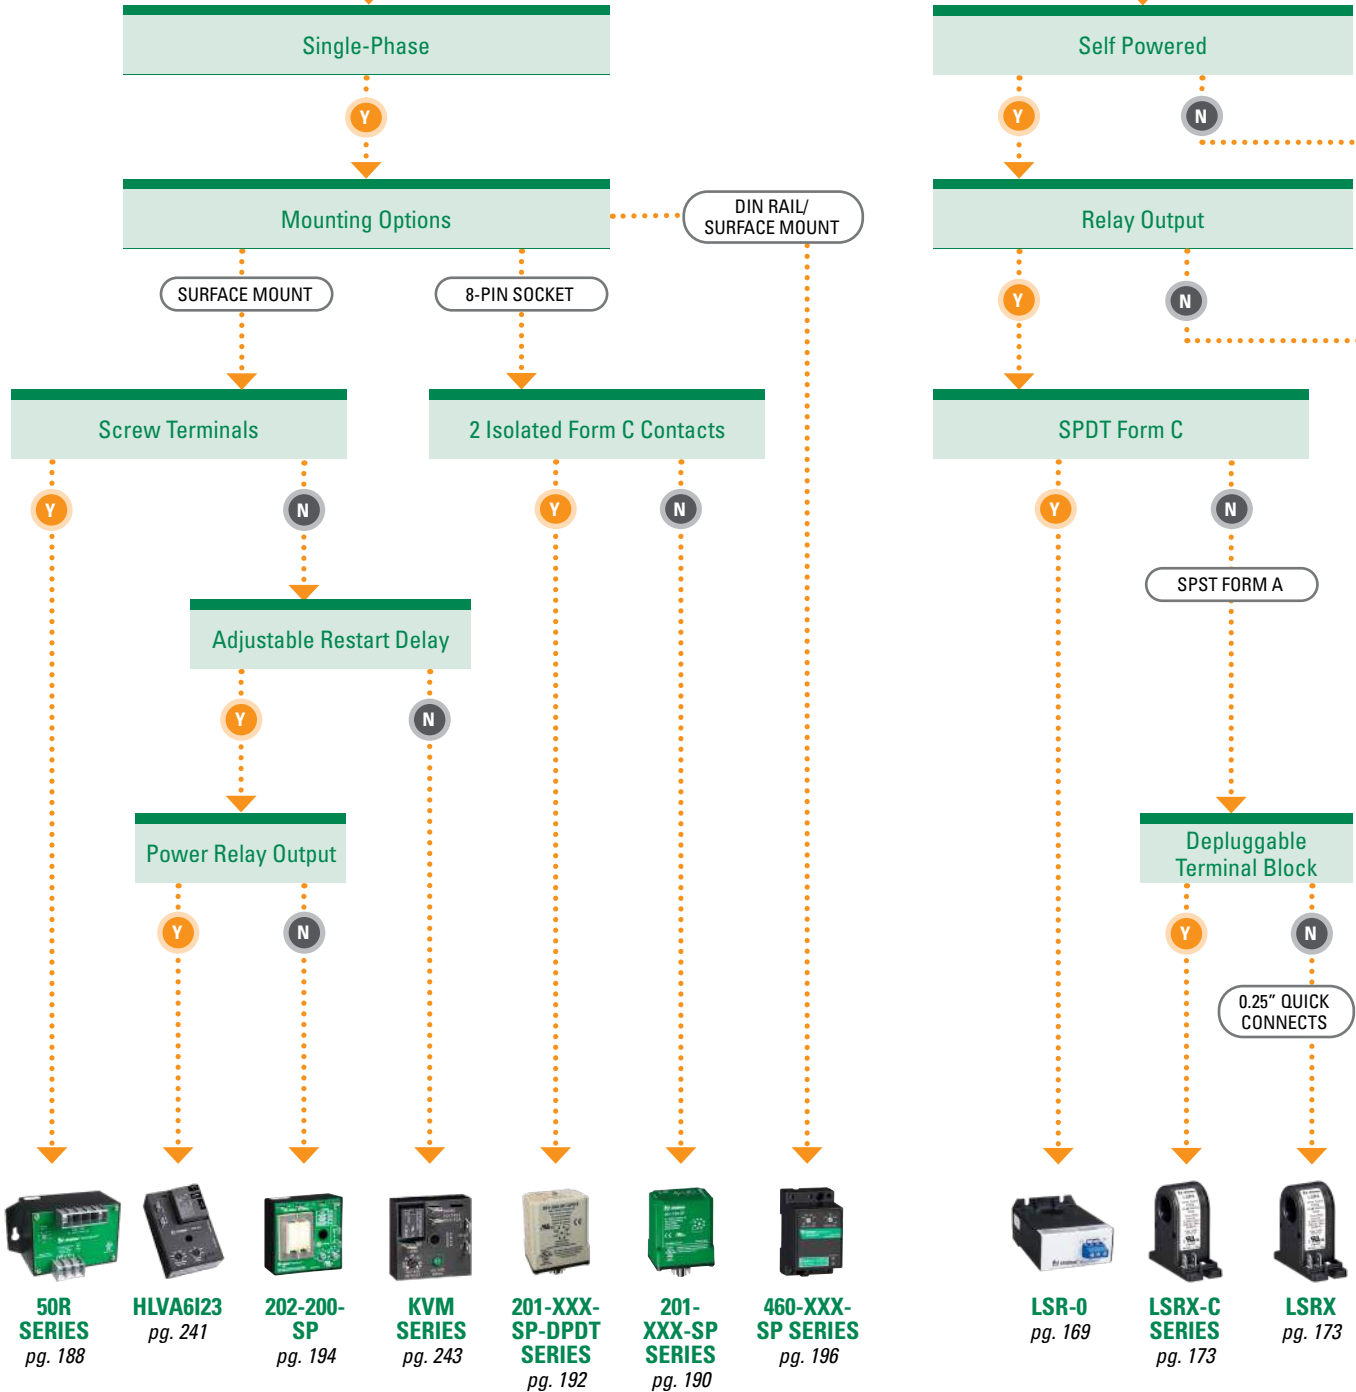 Single-Phase
Self Powered
Y
Y
N
Mounting Options
DIN RAIL/
SURFACE MOUNT
Relay Output
SURFACE MOUNT
8-PIN SOCKET
Y
N
Screw Terminals
2 Isolated Form C Contacts
SPDT Form C
Y
N
Y
N
Y
N
SPST FORM A
Adjustable Restart Delay
Y
N
Power Relay Output
Depluggable
Terminal Block
Y
N
Y
N
0.25” QUICK
CONNECTS
50R
SERIES
pg. 188
HLVA6I23
pg. 241
202-200-
SP
pg. 194
KVM
SERIES
pg. 243
201-XXX-
SP-DPDT
SERIES
pg. 192
201-
XXX-SP
SERIES
pg. 190
460-XXX-
SP SERIES
pg. 196
LSR-0
pg. 169
LSRX-C
SERIES
pg. 173
LSRX
pg. 173